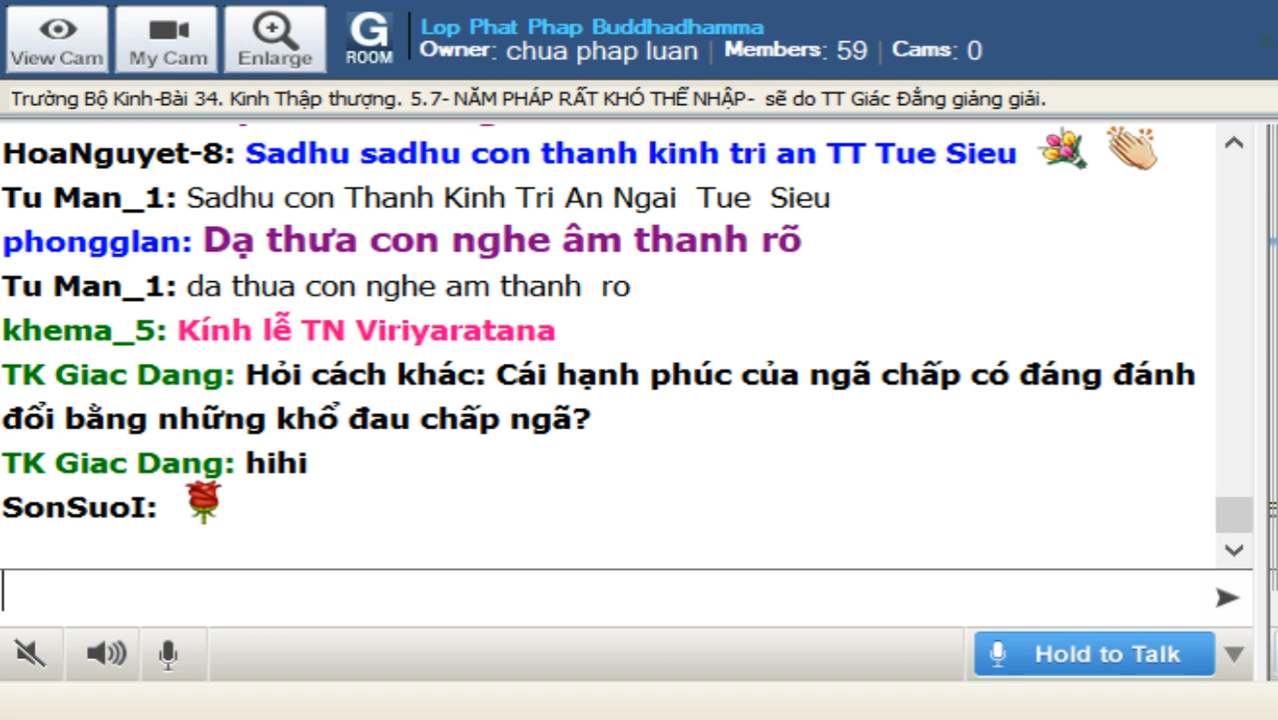 View Cam
My Cam
Enlarge
G
ROOM
Lop Phat Phap Buddhadhamma
Owner: chua phap luan | Members: 59 | Cams: 0
Trường Bộ Kinh-Bài 34. Kinh Thập thượng. 5.7- NĂM PHÁP RẤT KHÓ THỂ NHẬP- sẽ do TT Giác Đẳng giảng giải.
HoaNguyet-8: Sadhu sadhu con thanh kinh tri an TT Tue Sieu
Tu Man_1: Sadhu con Thanh Kinh Tri An Ngai Tue Sieu
phongglan: Dạ thưa con nghe âm thanh rõ
Tu Man_1: da thua con nghe am thanh ro
khema_5: Kính lễ TN Viriyaratana
TK Giac Dang: Hỏi cách khác: Cái hạnh phúc của ngã chấp có đáng đánh
đổi bằng những khổ đau chấp ngã?
TK Giac Dang: hihi
SonSuoI:
Hold to Talk